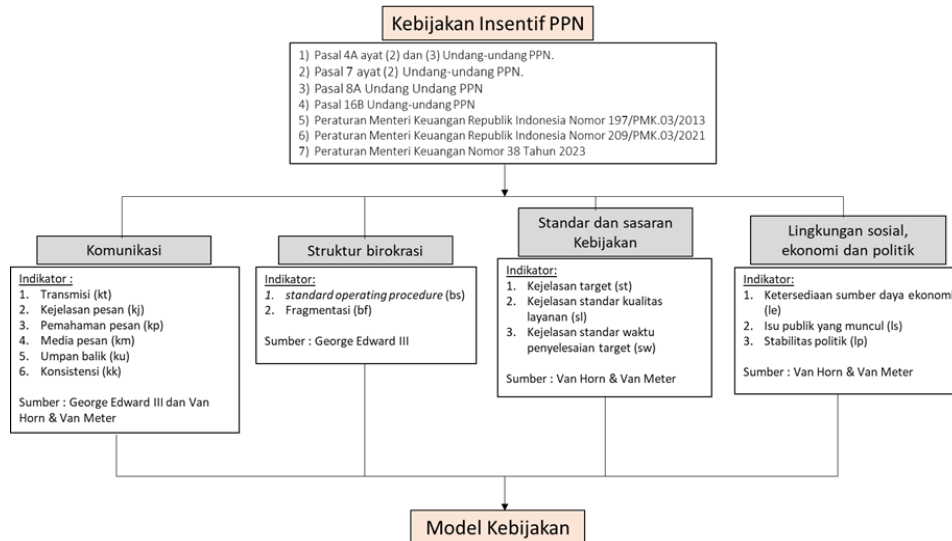 Kebijakan Insentif PPN
1) Pasal 4A ayat (2) dan (3) Undang-undang PPN.
2) Pasal 7 ayat (2) Undang-undang PPN.
3) Pasal 8A Undang Undang PPN
4) Pasal 16B Undang-undang PPN
5) Peraturan Menteri Keuangan Republik Indonesia Nomor 197/PMK.03/2013
6) Peraturan Menteri Keuangan Republik Indonesia Nomor 209/PMK.03/2021
7) Peraturan Menteri Keuangan Nomor 38 Tahun 2023
Komunikasi
Indikator :
1. Transmisi (kt)
2. Kejelasan pesan (kj)
3. Pemahaman pesan (kp)
4. Media pesan (km)
5. Umpan balik (ku)
6. Konsistensi (kk)
Sumber : George Edward III dan Van
Horn & Van Meter
Struktur birokrasi
Indikator:
1. standard operating procedure (bs)
2. Fragmentasi (bf)
Sumber : George Edward III
Standar dan sasaran
Kebijakan
Indikator:
1. Kejelasan target (st)
2. Kejelasan standar kualitas
layanan (sl)
3. Kejelasan standar waktu
penyelesaian target (sw)
Sumber : Van Horn & Van Meter
Lingkungan sosial,
ekonomi dan politik
Indikator:
1. Ketersediaan sumber daya ekonomi
(le)
2. Isu publik yang muncul (ls)
3. Stabilitas politik (lp)
Sumber : Van Horn & Van Meter
Model Kebijakan